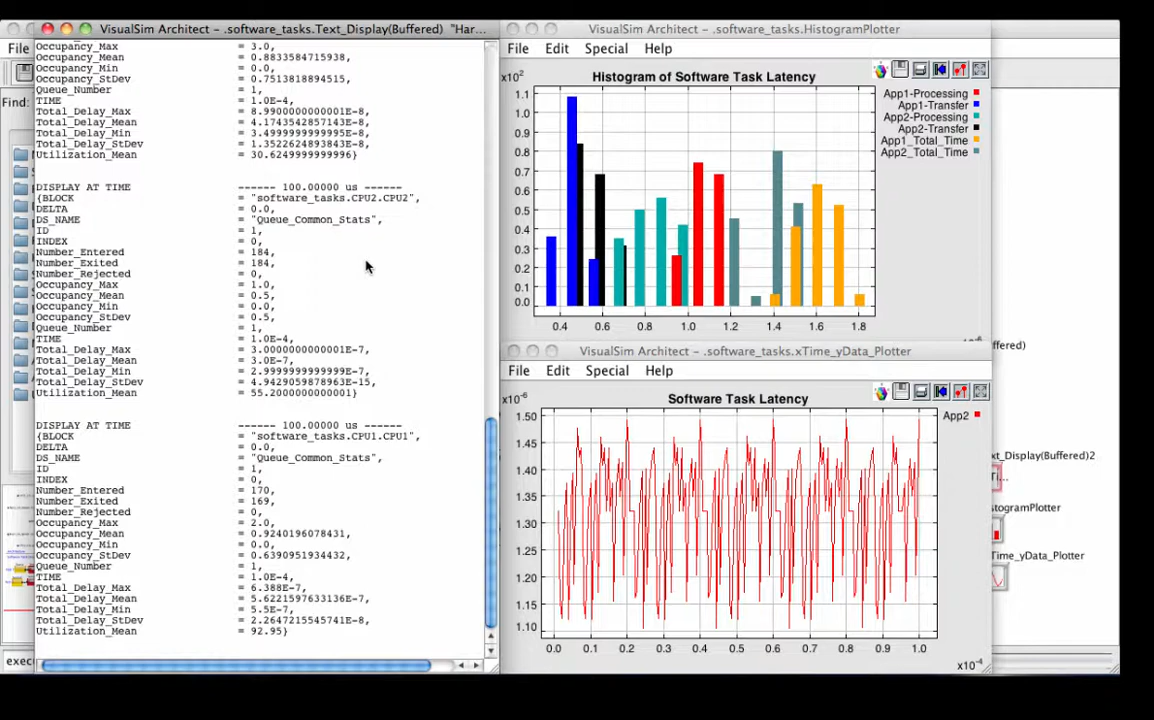 VisualSim Architect - .software_tasks.Text_Display(Buffered) "Har...
File
Find:
Occupancy_Max = 3.0,
Occupancy_Mean = 0.8833584715938,
Occupancy_Min = 0.0,
Occupancy_StDev = 0.7513818894515,
Queue_Number = 1,
TIME = 1.0E-4,
Total_Delay_Max = 8.9900000000001E-8,
Total_Delay_Mean = 4.1743542857143E-8,
Total_Delay_Min = 3.4999999999995E-8,
Total_Delay_StDev = 1.3522624893843E-8,
Utilization_Mean = 30.6249999999996}
DISPLAY AT TIME ------ 100.00000 us ------
{BLOCK = "software_tasks.CPU2.CPU2",
DELTA = 0.0,
DS_NAME = "Queue_Common_Stats",
ID = 1,
INDEX = 0,
Number_Entered = 184,
Number_Exited = 184,
Number_Rejected = 0,
Occupancy_Max = 1.0,
Occupancy_Mean = 0.5,
Occupancy_Min = 0.0,
Occupancy_StDev = 0.5,
Queue_Number = 1,
TIME = 1.0E-4,
Total_Delay_Max = 3.0000000000001E-7,
Total_Delay_Mean = 3.0E-7,
Total_Delay_Min = 2.9999999999999E-7,
Total_Delay_StDev = 4.9429059878963E-15,
Utilization_Mean = 55.2000000000001}
DISPLAY AT TIME ------ 100.00000 us ------
{BLOCK = "software_tasks.CPU1.CPU1",
DELTA = 0.0,
DS_NAME = "Queue_Common_Stats",
ID = 1,
INDEX = 0,
Number_Entered = 170,
Number_Exited = 169,
Number_Rejected = 0,
Occupancy_Max = 2.0,
Occupancy_Mean = 0.9240196078431,
Occupancy_Min = 0.0,
Occupancy_StDev = 0.6390951934432,
Queue_Number = 1,
TIME = 1.0E-4,
Total_Delay_Max = 6.388E-7,
Total_Delay_Mean = 5.6221597633136E-7,
Total_Delay_Min = 5.5E-7,
Total_Delay_StDev = 2.2647215545741E-8,
Utilization_Mean = 92.95}
exec
VisualSim Architect - .software_tasks.HistogramPlotter
File Edit Special Help
Histogram of Software Task Latency
x10²
1.1
1.0
0.9
0.8
0.7
0.6
0.5
0.4
0.3
0.2
0.1
0.0
0.4 0.6 0.8 1.0 1.2 1.4 1.6 1.8
App1-Processing
App1-Transfer
App2-Processing
App2-Transfer
App1_Total_Time
App2_Total_Time
VisualSim Architect - .software_tasks.xTime_yData_Plotter
File Edit Special Help
Software Task Latency
x10⁻⁶
1.50
1.45
1.40
1.35
1.30
1.25
1.20
1.15
1.10
0.0 0.1 0.2 0.3 0.4 0.5 0.6 0.7 0.8 0.9 1.0
x10⁻⁴
App2
ffered)
xt_Display(Buffered)2
stogramPlotter
Time_yData_Plotter